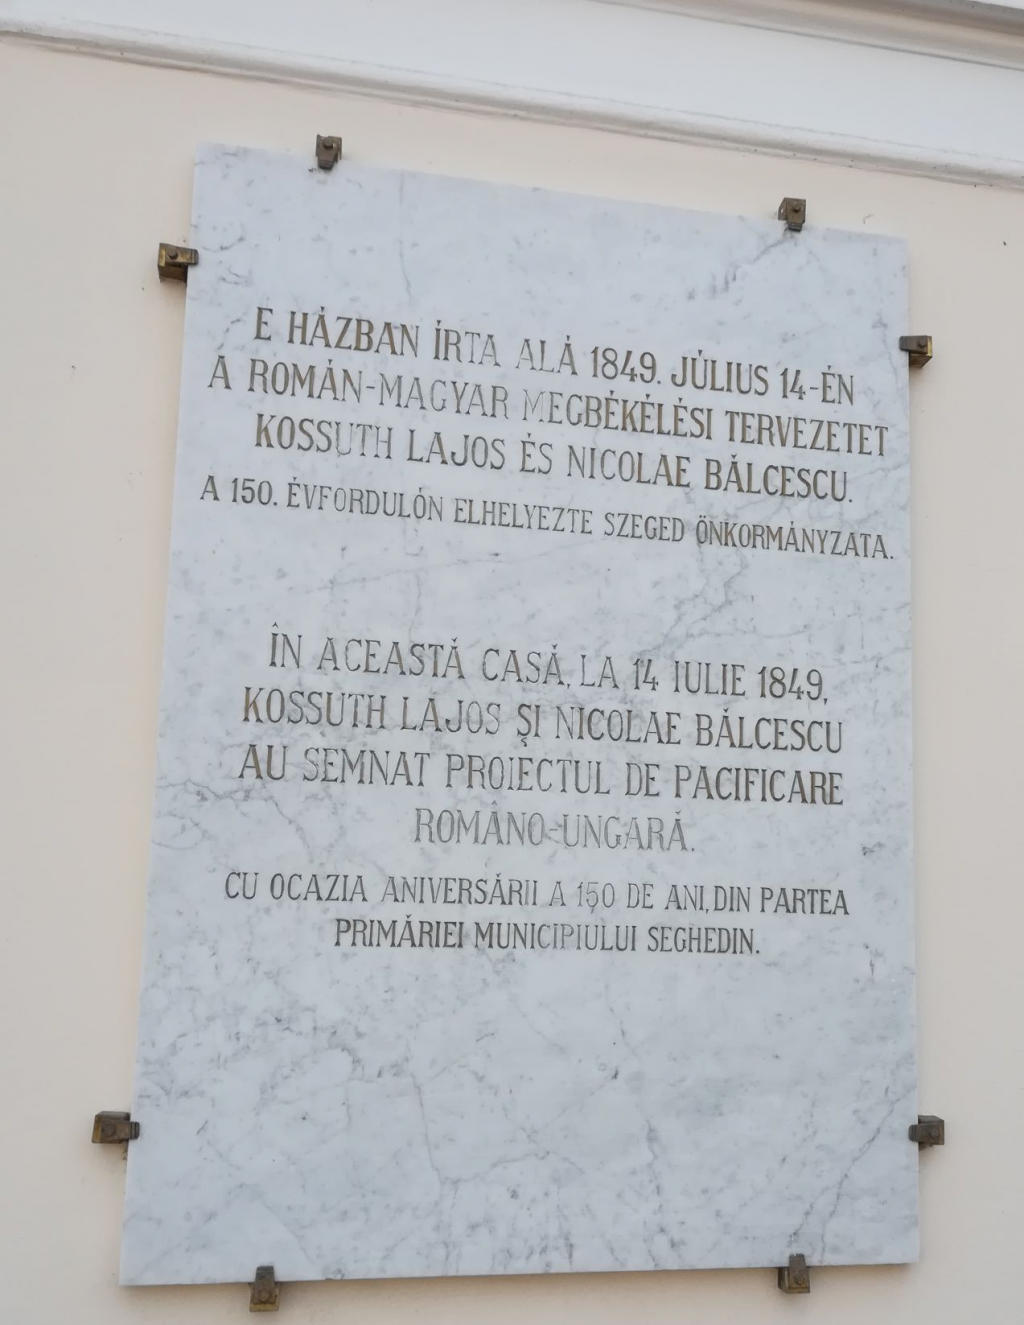 E HÁZBAN ÍRTA ALÁ 1849. JÚLIUS 14-ÉN
A ROMÁN-MAGYAR MEGBÉKÉLÉSI TERVEZETET
KOSSUTH LAJOS ÉS NICOLAE BĂLCESCU.
A 150. ÉVFORDULÓN ELHELYEZTE SZEGED ÖNKORMÁNYZATA.
ÎN ACEASTĂ CASĂ, LA 14 IULIE 1849,
KOSSUTH LAJOS ŞI NICOLAE BĂLCESCU
AU SEMNAT PROIECTUL DE PACIFICARE
ROMÂNO-UNGARĂ.
CU OCAZIA ANIVERSĂRII A 150 DE ANI, DIN PARTEA
PRIMĂRIEI MUNICIPIULUI SEGHEDIN.